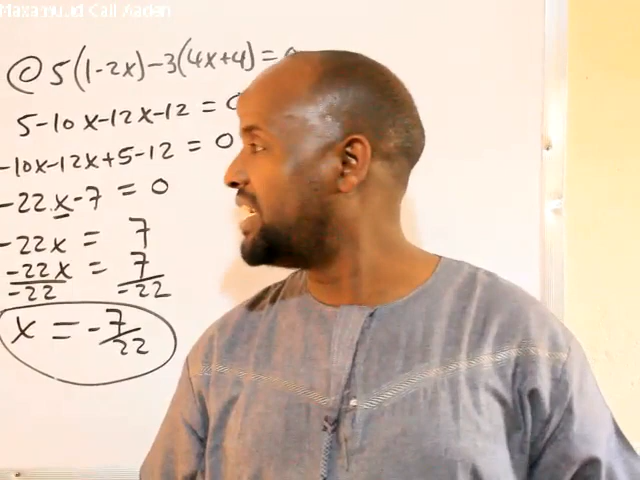 Maxamuud Cali Aadan
@ 5(1-2x)-3(4x+4)=0
5-10x-12x-12 = 0
-10x-12x+5-12 = 0
-22x-7 = 0
-22x = 7
-22x/-22 = 7/-22
x = -7/22